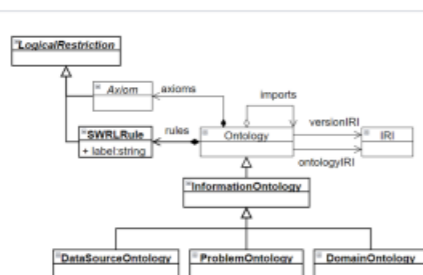 LogicalRestriction
Axiom
axioms
imports
SWRLRule
+ label:string
rules
Ontology
versionIRI
IRI
ontologyIRI
InformationOntology
DataSourceOntology
ProblemOntology
DomainOntology